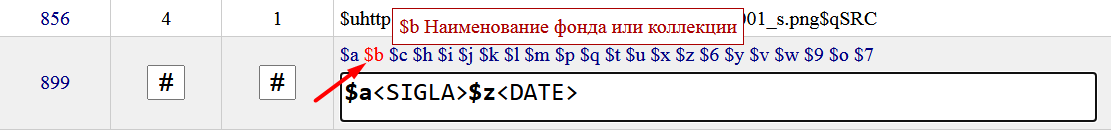 856 4 1 $uhttp 001_s.png$qSRC
$b Наименование фонда или коллекции
$a $b $c $h $i $j $k $l $m $p $q $t $u $x $z $6 $y $v $w $9 $o $7
899 # #
$a<SIGLA>$z<DATE>